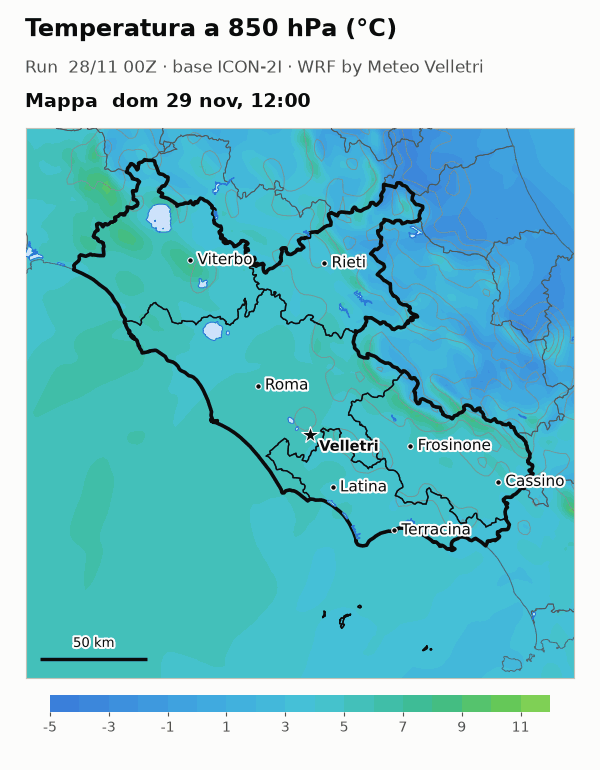 Temperatura a 850 hPa (°C)
Run  28/11 00Z · base ICON-2I · WRF by Meteo Velletri
Mappa  dom 29 nov, 12:00
Viterbo
Rieti
Roma
Velletri
Frosinone
Latina
Cassino
Terracina
50 km
-5 -3 -1 1 3 5 7 9 11